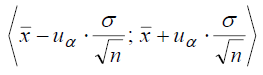 ⟨x̄ − u_α · σ/√n ; x̄ + u_α · σ/√n⟩